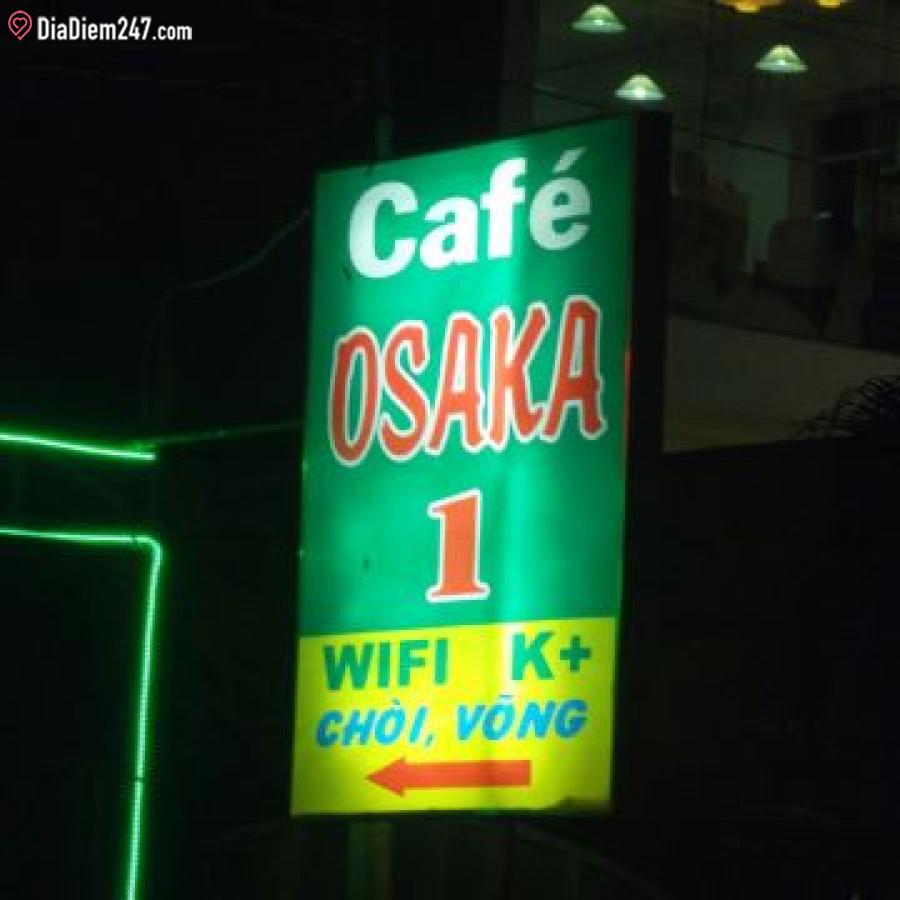 DiaDiem247.com
Café
OSAKA
1
WIFI K+
CHÒI, VÕNG